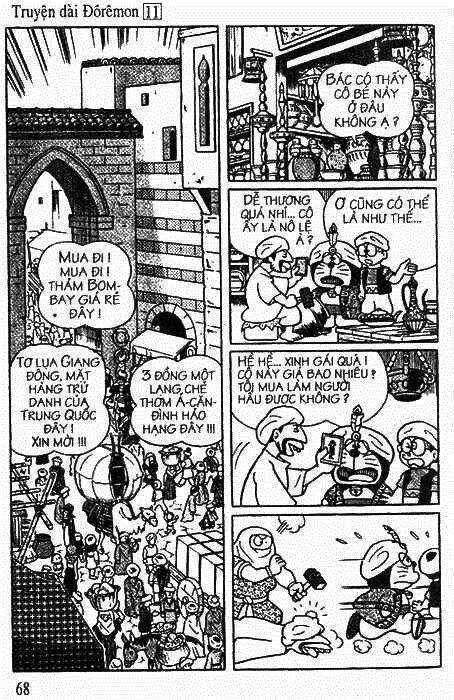 Truyện dài Đôrêmon 11
MUA ĐI !
MUA ĐI !
THẢM BOM-
BAY GIÁ RẺ
ĐÂY !
TƠ LỤA GIANG
ĐÔNG, MẶT
HÀNG TRỨ
DANH CỦA
TRUNG QUỐC
ĐÂY !
XIN MỜI !!!
3 ĐỒNG MỘT
LẠNG, CHÈ
THƠM A-CĂN-
ĐÌNH HẢO
HẠNG ĐÂY !!!
BÁC CÓ THẤY
CÔ BÉ NÀY
Ở ĐÂU
KHÔNG Ạ ?
DỄ THƯƠNG
QUÁ NHỈ... CÔ
ẤY LÀ NÔ LỆ
À ?
Ơ CŨNG CÓ THỂ
LÀ NHƯ THẾ...
HỀ HỀ... XINH GÁI QUÁ !
CÔ NÀY GIÁ BAO NHIÊU ?
TÔI MUA LÀM NGƯỜI
HẦU ĐƯỢC KHÔNG ?
68